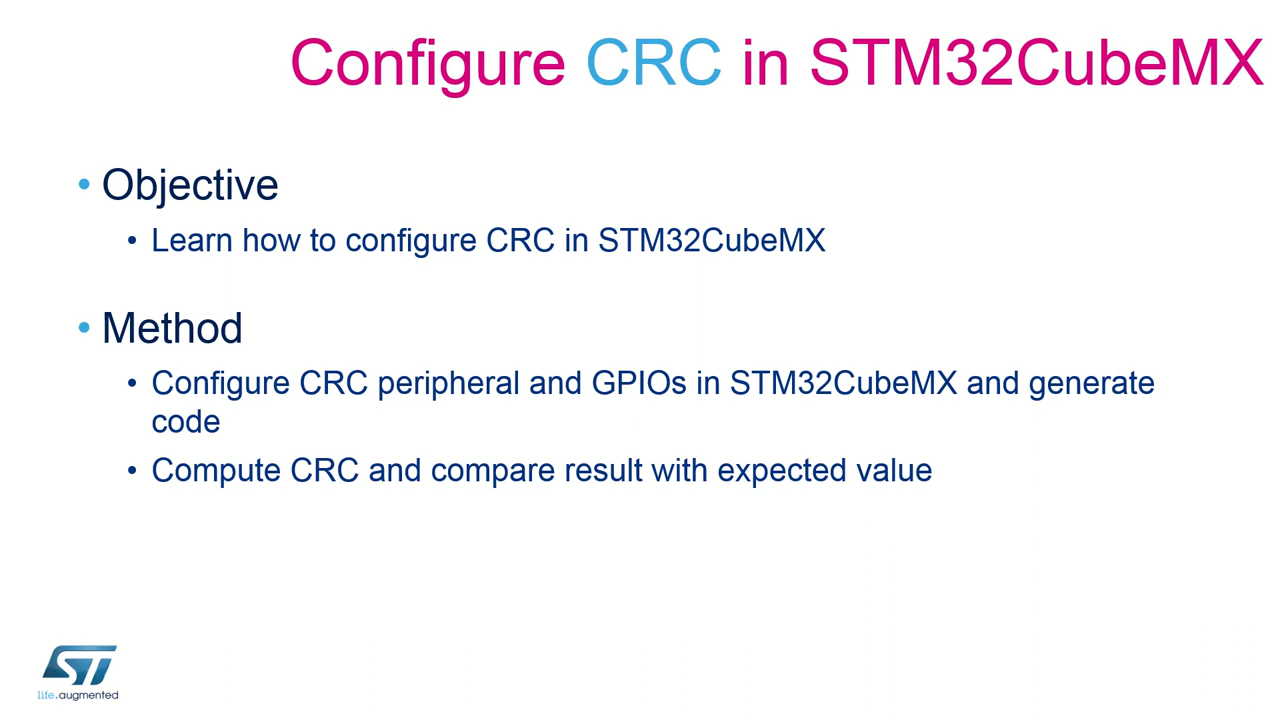 Configure CRC in STM32CubeMX
• Objective
• Learn how to configure CRC in STM32CubeMX
• Method
• Configure CRC peripheral and GPIOs in STM32CubeMX and generate
code
• Compute CRC and compare result with expected value
ST
life.augmented